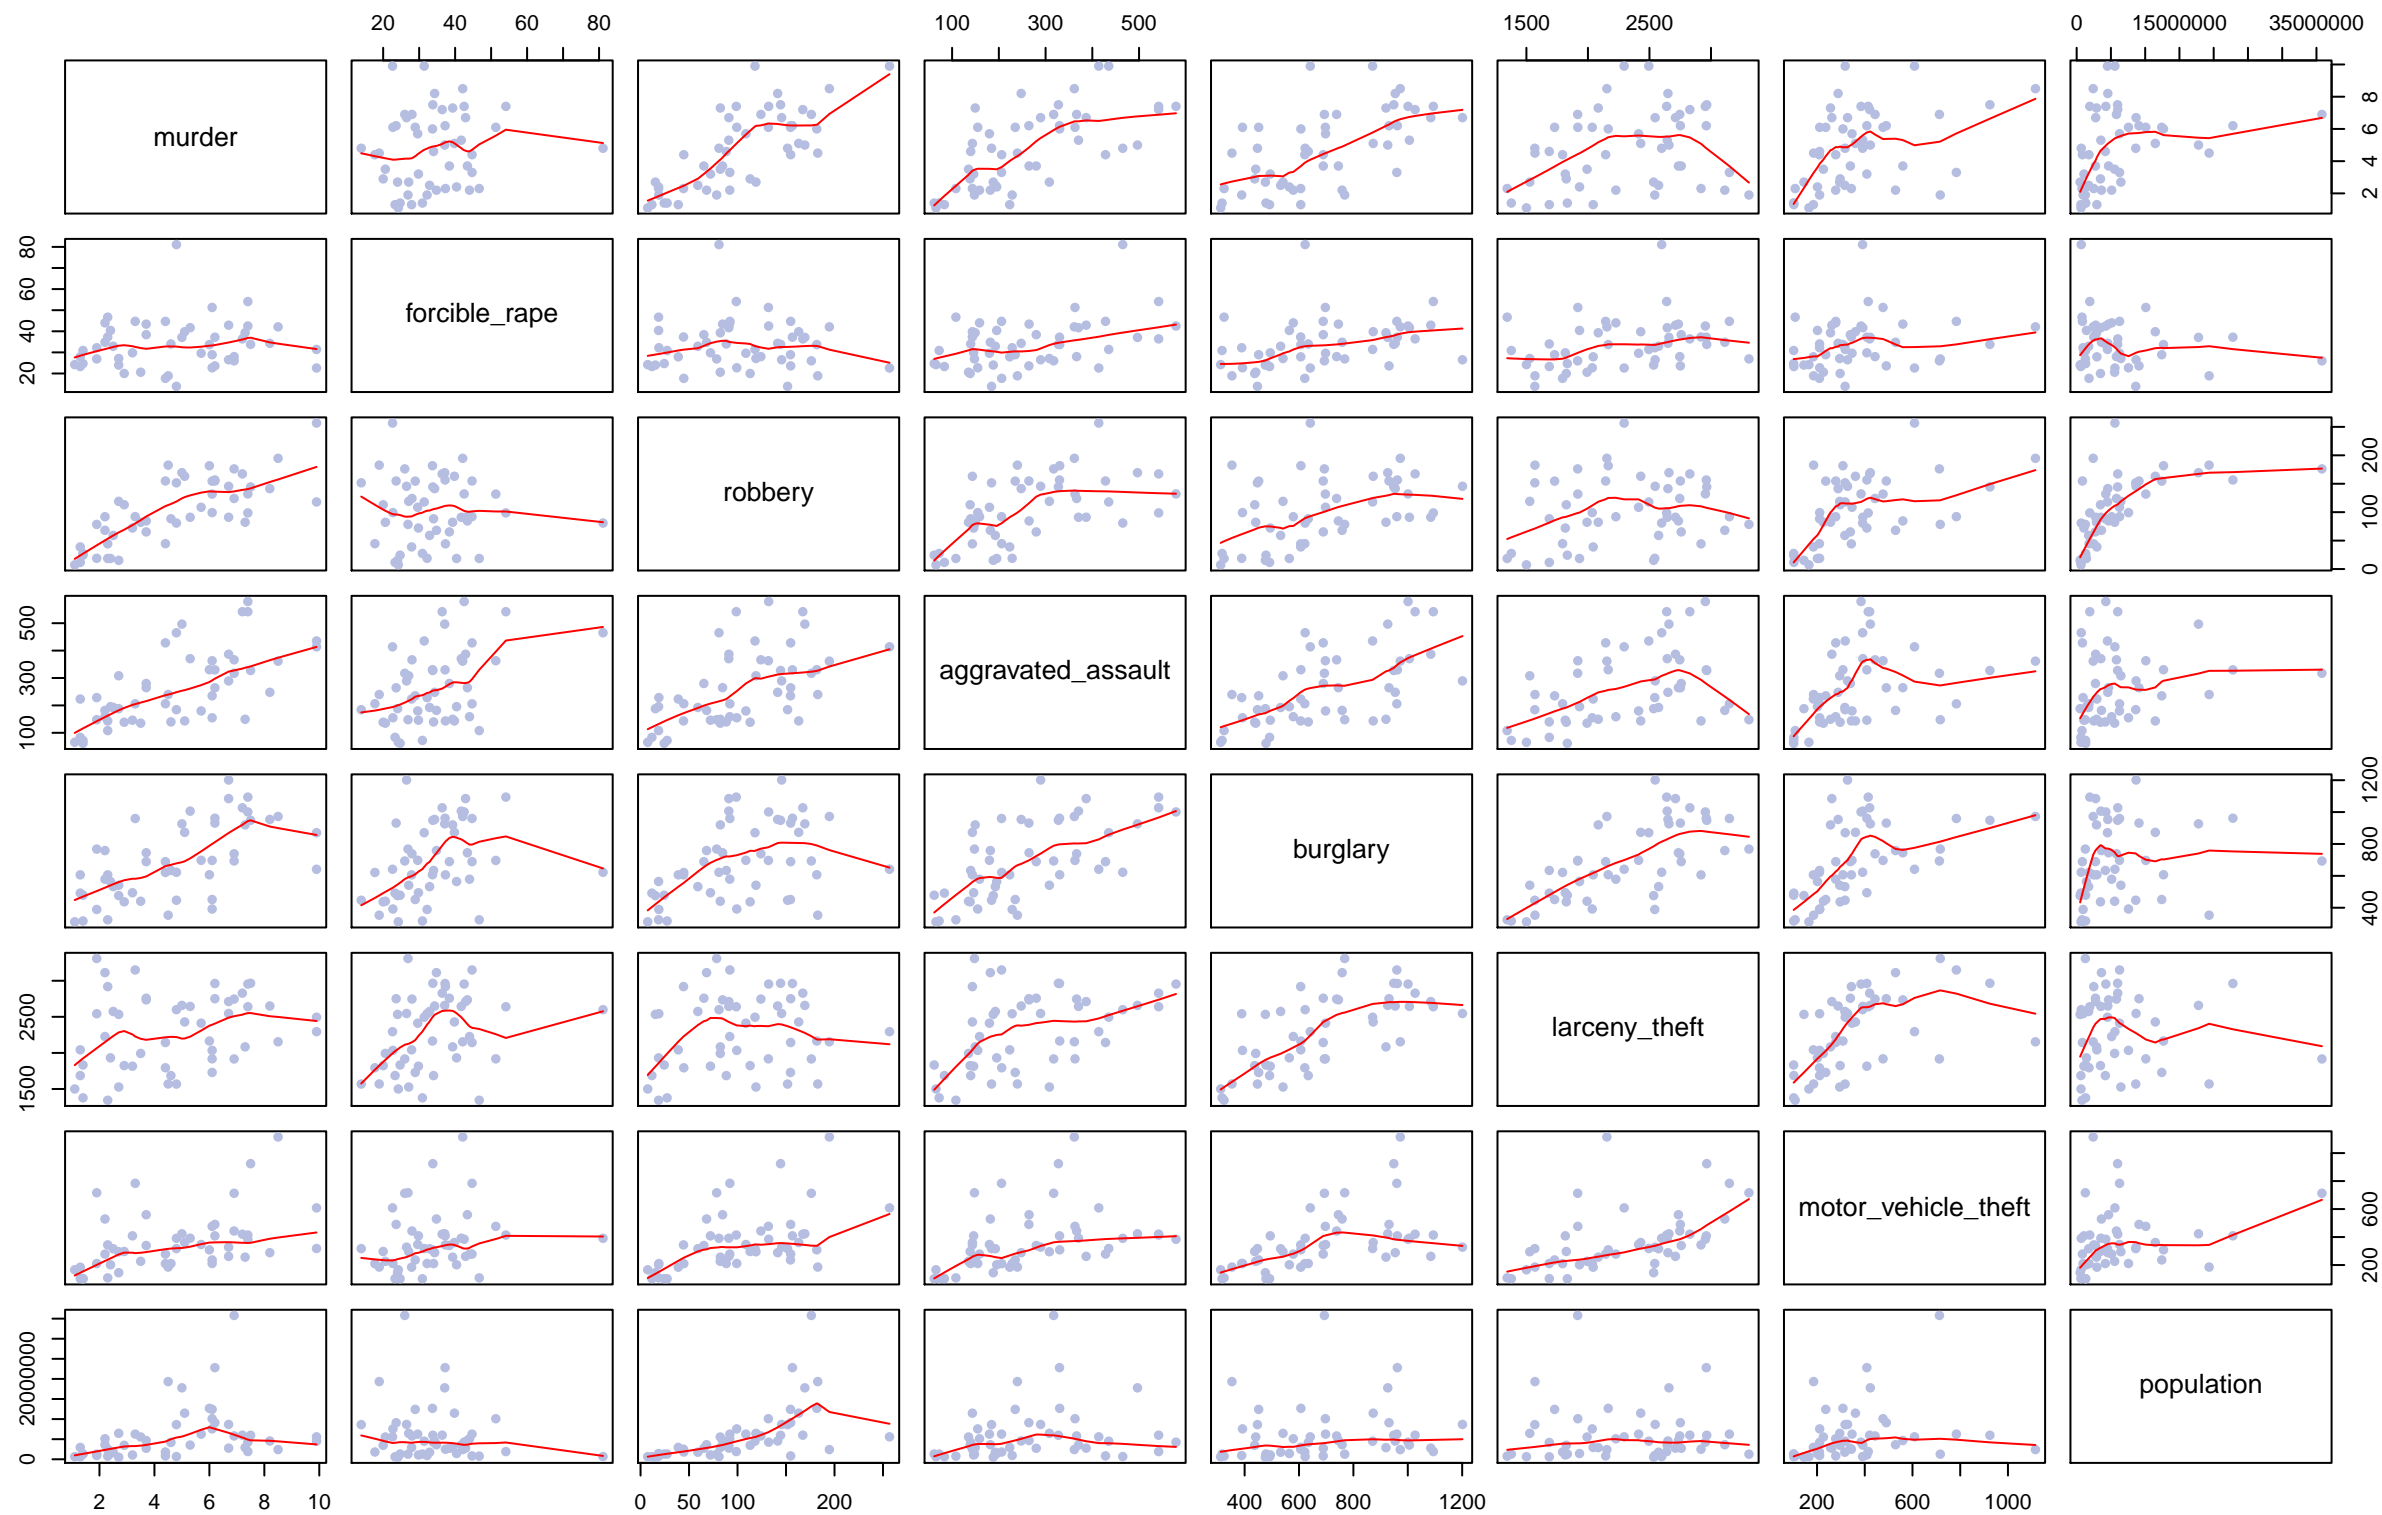 20 40 60 80
100 300 500
1500 2500
0 15000000 35000000
murder
2 4 6 8
20 40 60 80
forcible_rape
robbery
0 100 200
100 300 500
aggravated_assault
burglary
400 800 1200
1500 2500
larceny_theft
motor_vehicle_theft
200 600
0 20000000
population
2 4 6 8 10
0 50 100 200
400 600 800 1200
200 600 1000